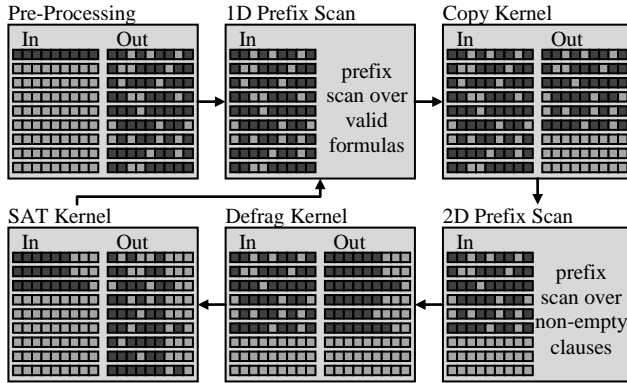 Pre-Processing
In Out
1D Prefix Scan
In
prefix
scan over
valid
formulas
Copy Kernel
In Out
SAT Kernel
In Out
Defrag Kernel
In Out
2D Prefix Scan
In
prefix
scan over
non-empty
clauses